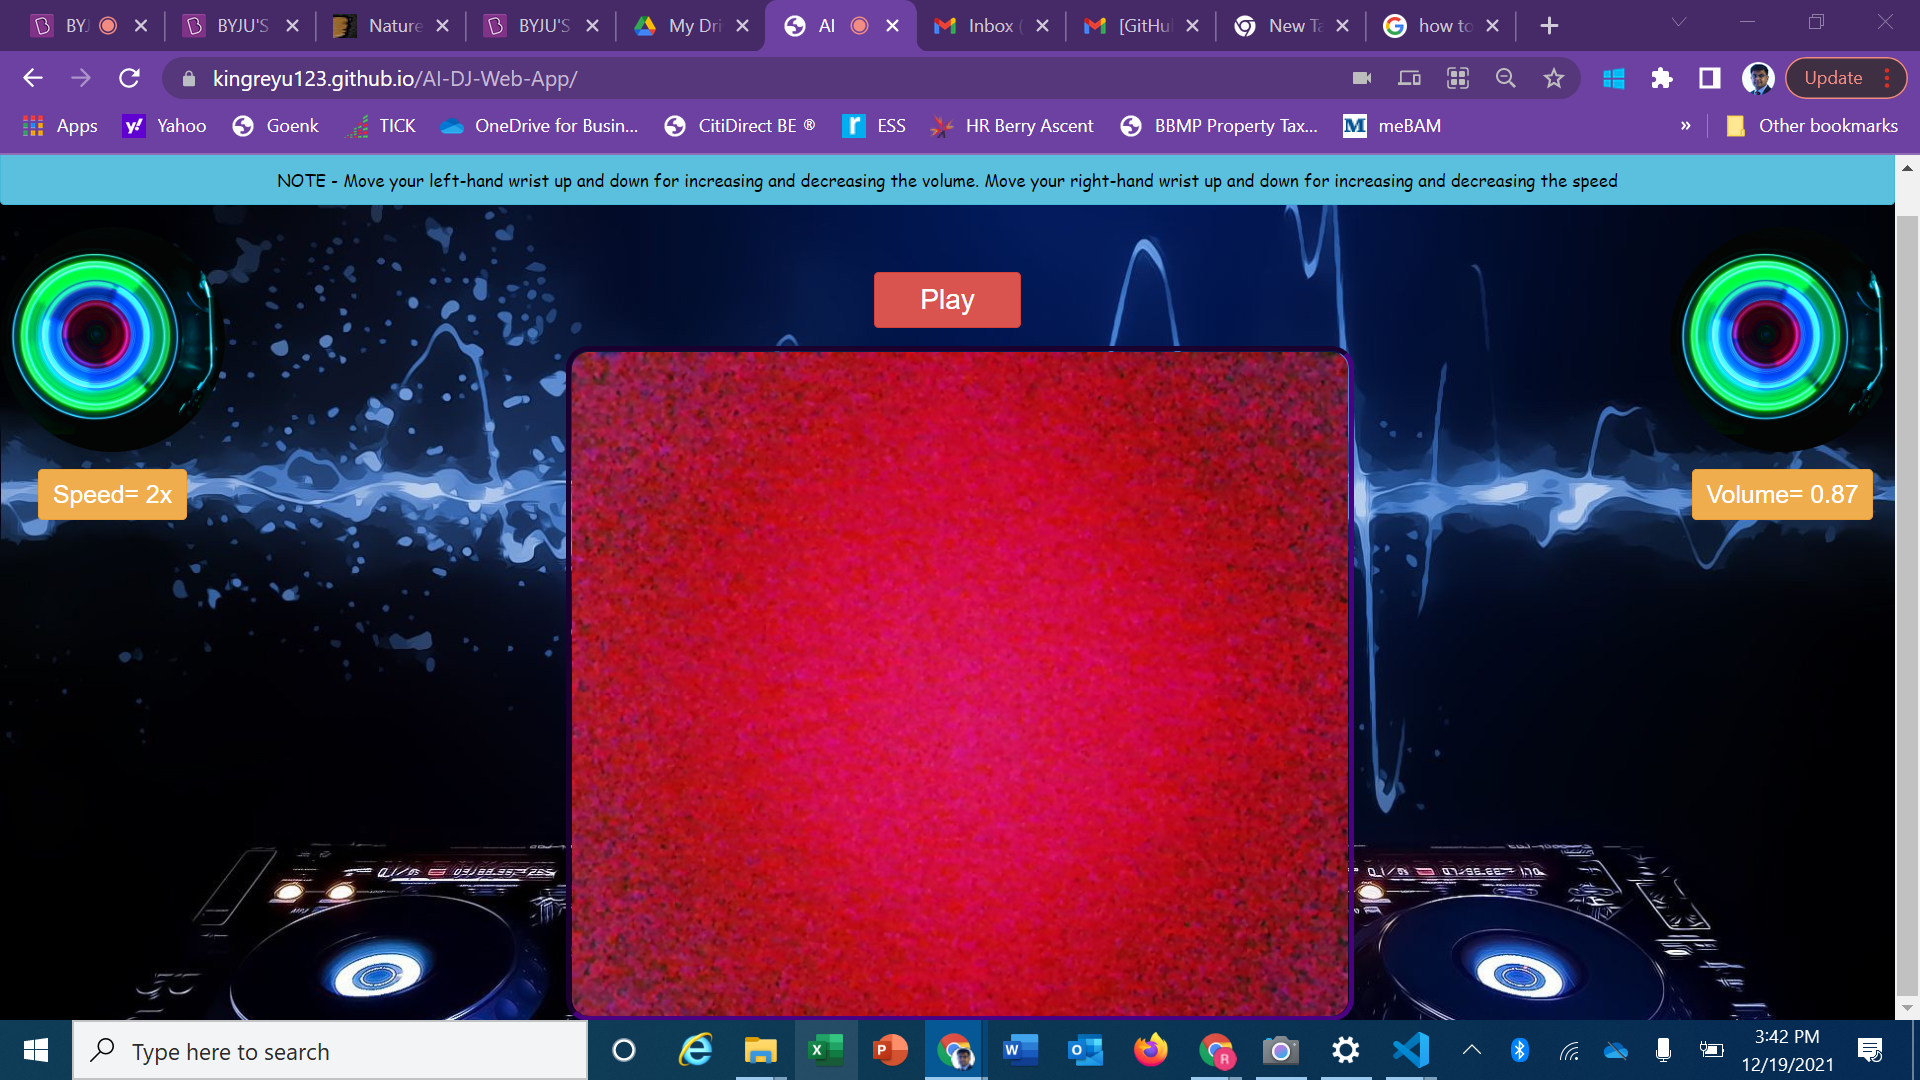 BY
BYJU'S
Nature
BYJU'S
My Dri
AI
Inbox (
[GitHu
New Ta
how to
kingreyu123.github.io/AI-DJ-Web-App/
Update
Apps
Yahoo
Goenk
TICK
OneDrive for Busin...
CitiDirect BE ®
ESS
HR Berry Ascent
BBMP Property Tax...
meBAM
»
Other bookmarks
NOTE - Move your left-hand wrist up and down for increasing and decreasing the volume. Move your right-hand wrist up and down for increasing and decreasing the speed
Play
Speed= 2x
Volume= 0.87
Type here to search
3:42 PM
12/19/2021